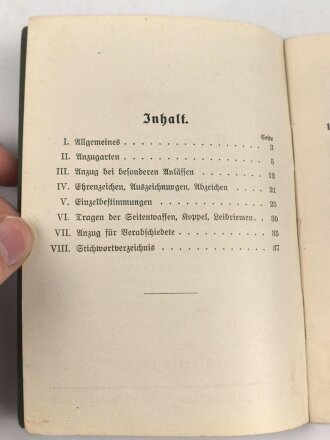 Inhalt.
Seite
I. Allgemeines . . . . . . . . . . . . . . . 3
II. Anzugarten . . . . . . . . . . . . . . . 5
III. Anzug bei besonderen Anlässen . . . . . . . . 12
IV. Ehrenzeichen, Auszeichnungen, Abzeichen . . . . 21
V. Einzelbestimmungen . . . . . . . . . . . . 25
VI. Tragen der Seitenwaffen, Koppel, Leibriemen . . 30
VII. Anzug für Verabschiedete . . . . . . . . . . 35
VIII. Stichwortverzeichnis . . . . . . . . . . . . 37